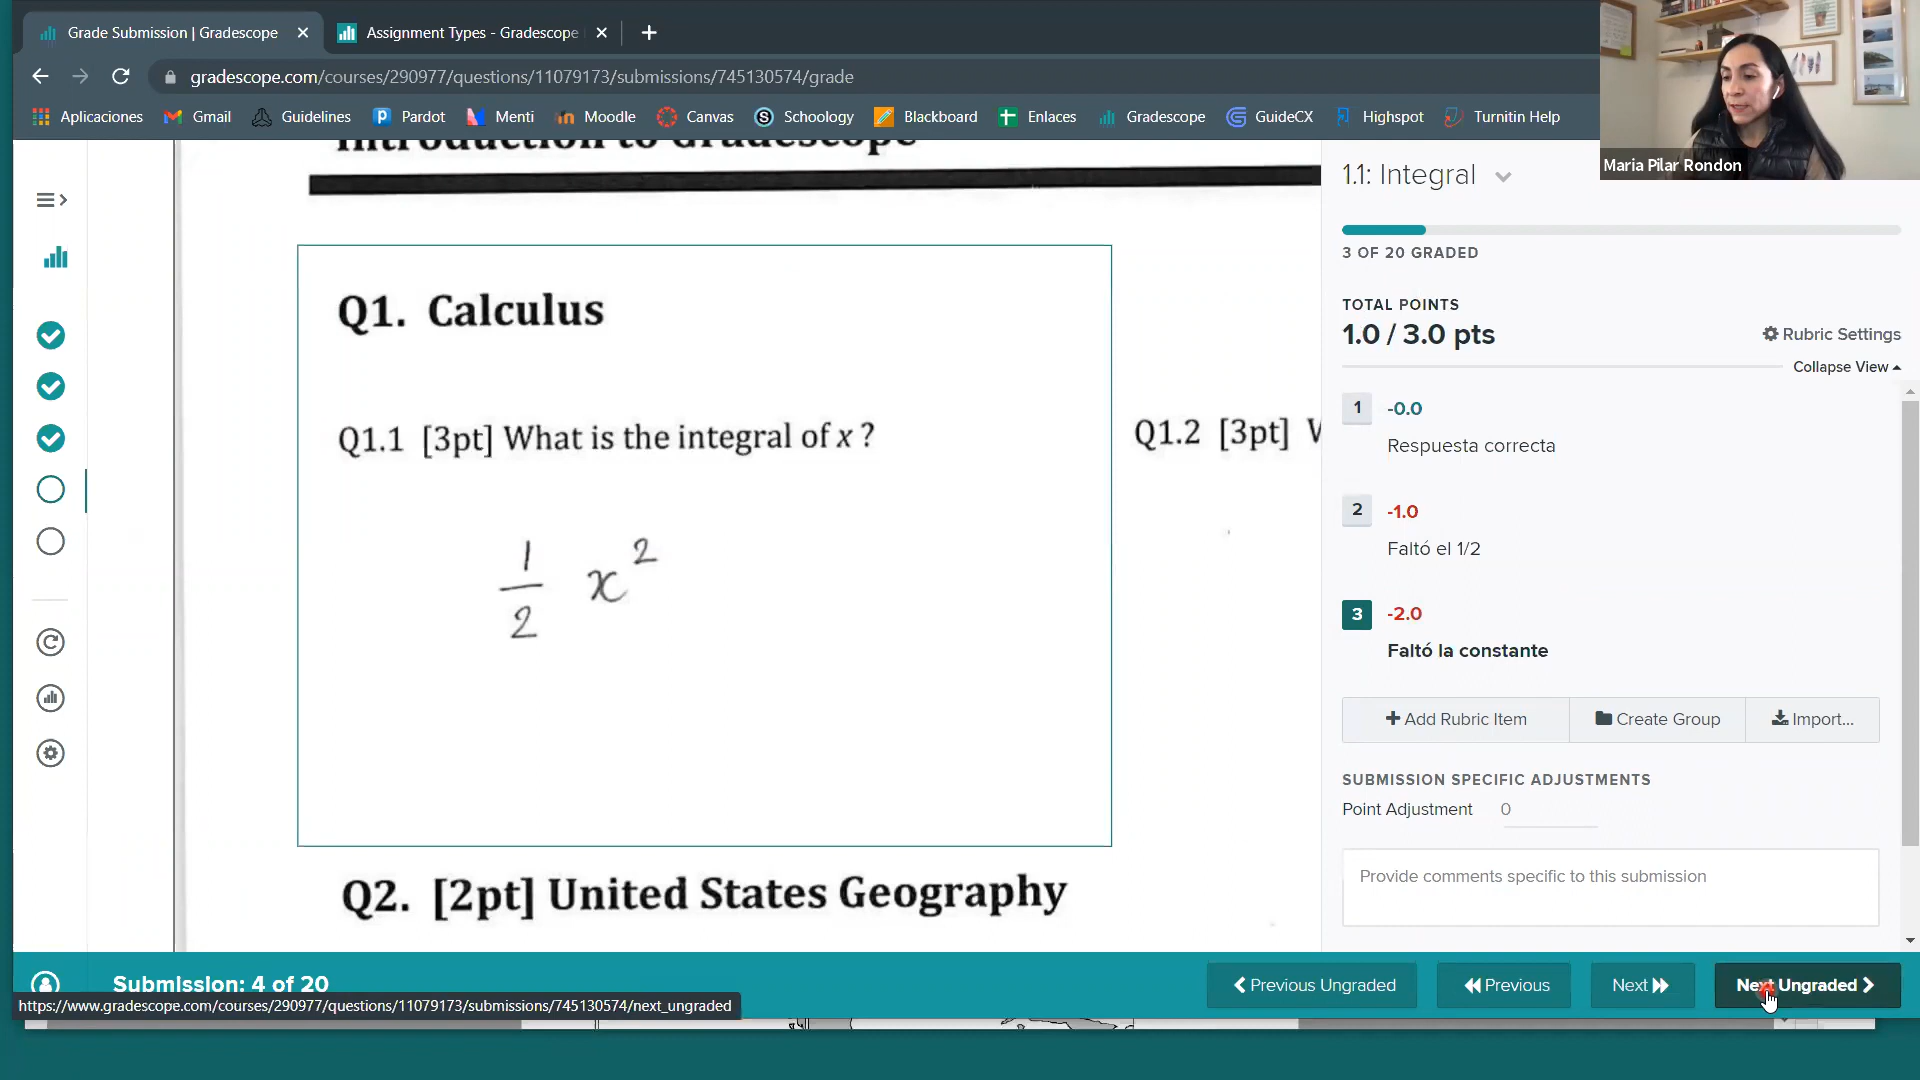 Grade Submission | Gradescope
Assignment Types - Gradescope
gradescope.com/courses/290977/questions/11079173/submissions/745130574/grade
Aplicaciones Gmail Guidelines Pardot Menti Moodle Canvas Schoology Blackboard Enlaces Gradescope GuideCX Highspot Turnitin Help
Maria Pilar Rondon
Introduction to Gradescope
Q1. Calculus
Q1.1 [3pt] What is the integral of x ?
Q1.2 [3pt]
1/2 x²
Q2. [2pt] United States Geography
1.1: Integral
3 OF 20 GRADED
TOTAL POINTS
1.0 / 3.0 pts
Rubric Settings
Collapse View
1 -0.0
Respuesta correcta
2 -1.0
Faltó el 1/2
3 -2.0
Faltó la constante
+ Add Rubric Item
Create Group
Import...
SUBMISSION SPECIFIC ADJUSTMENTS
Point Adjustment 0
Provide comments specific to this submission
Submission: 4 of 20
Previous Ungraded
Previous
Next
Next Ungraded
https://www.gradescope.com/courses/290977/questions/11079173/submissions/745130574/next_ungraded